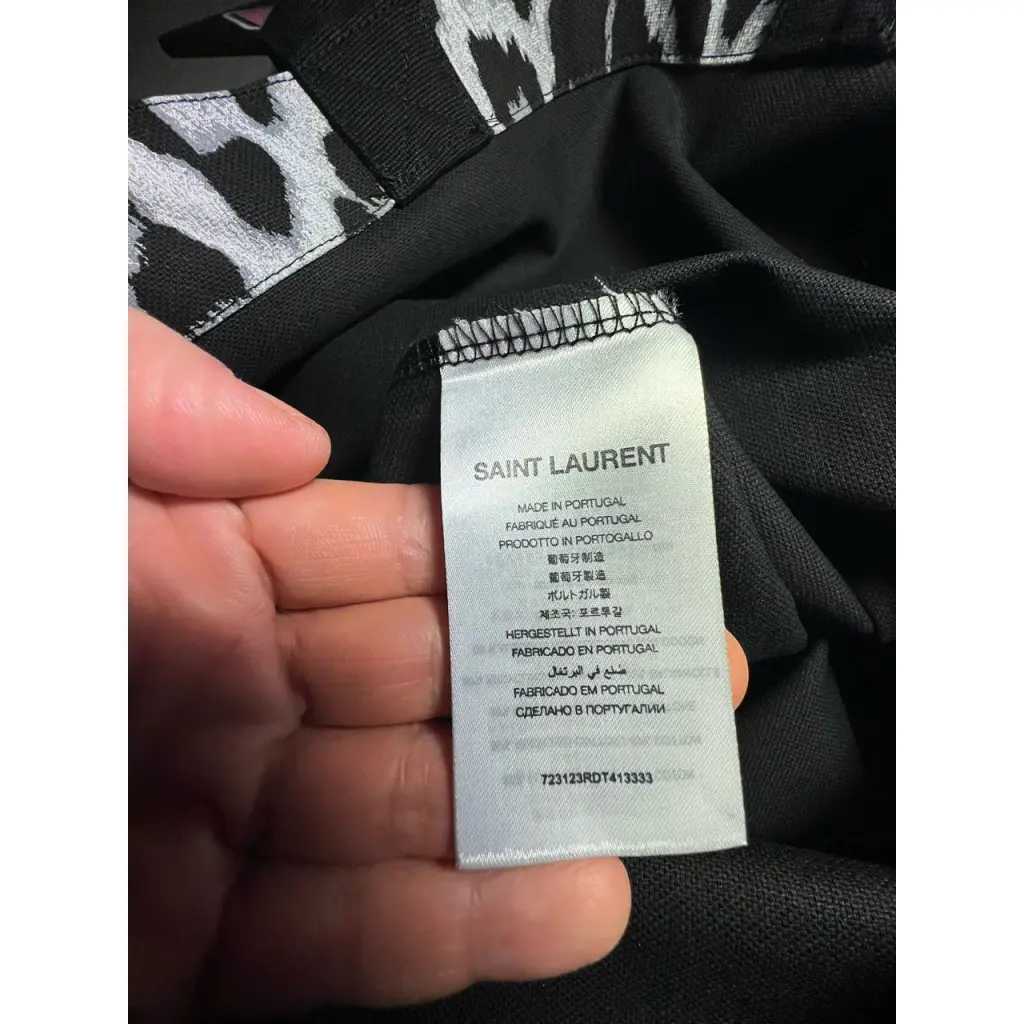 SAINT LAURENT
MADE IN PORTUGAL
FABRIQUÉ AU PORTUGAL
PRODOTTO IN PORTOGALLO
葡萄牙制造
葡萄牙製造
ポルトガル製
제조국: 포르투갈
HERGESTELLT IN PORTUGAL
FABRICADO EN PORTUGAL
صُنع في البرتغال
FABRICADO EM PORTUGAL
СДЕЛАНО В ПОРТУГАЛИИ
723123RDT413333